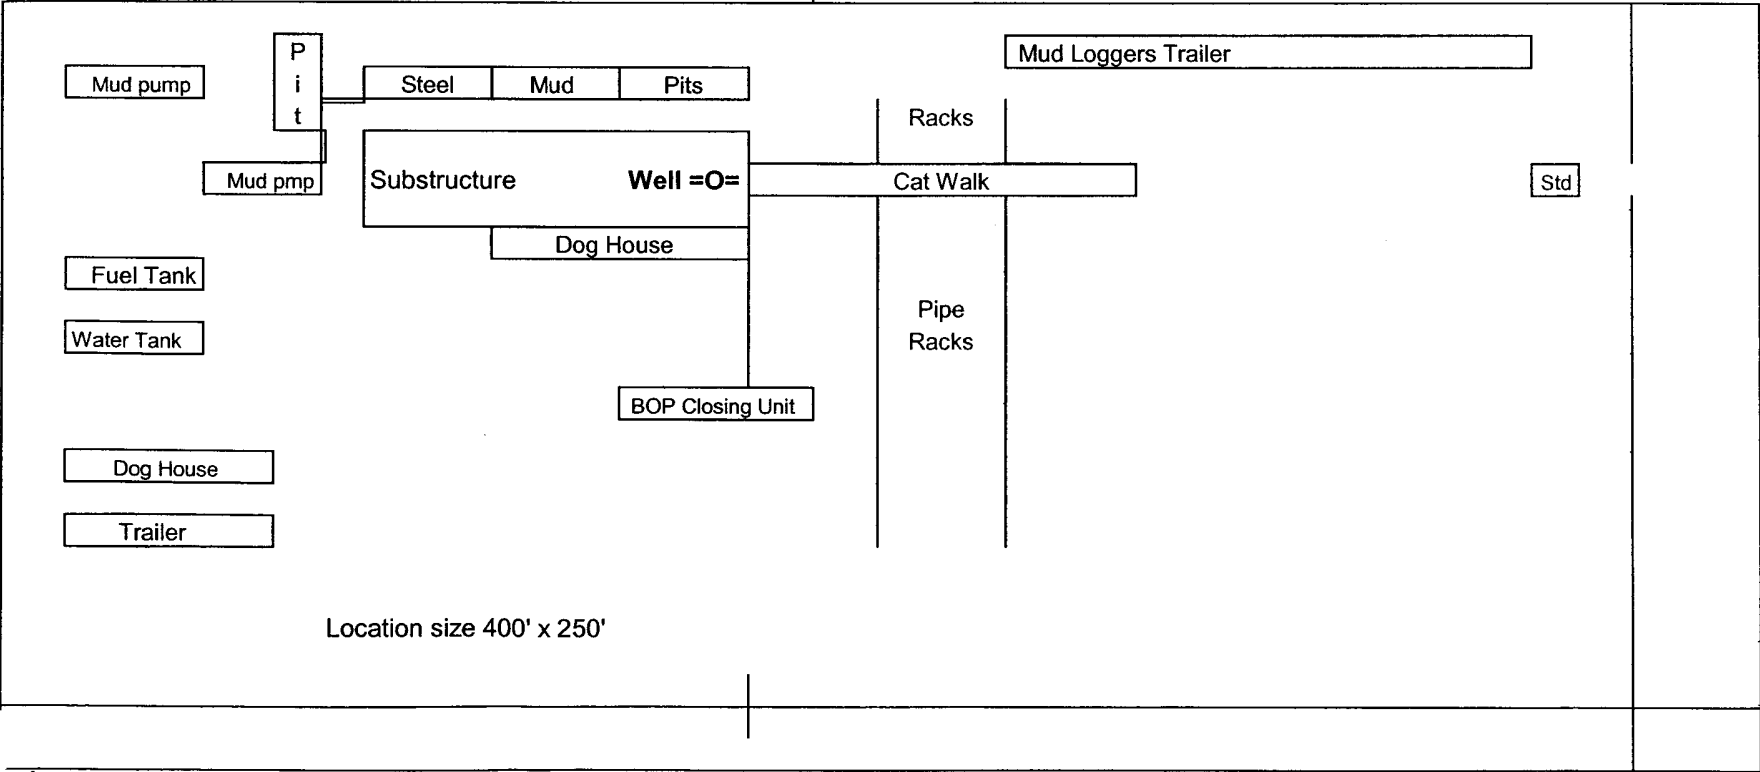 P
i
t
Mud Loggers Trailer
Mud pump
Steel Mud Pits
Racks
Mud pmp
Substructure Well =O=
Cat Walk
Std
Dog House
Fuel Tank
Pipe
Racks
Water Tank
BOP Closing Unit
Dog House
Trailer
Location size 400' x 250'